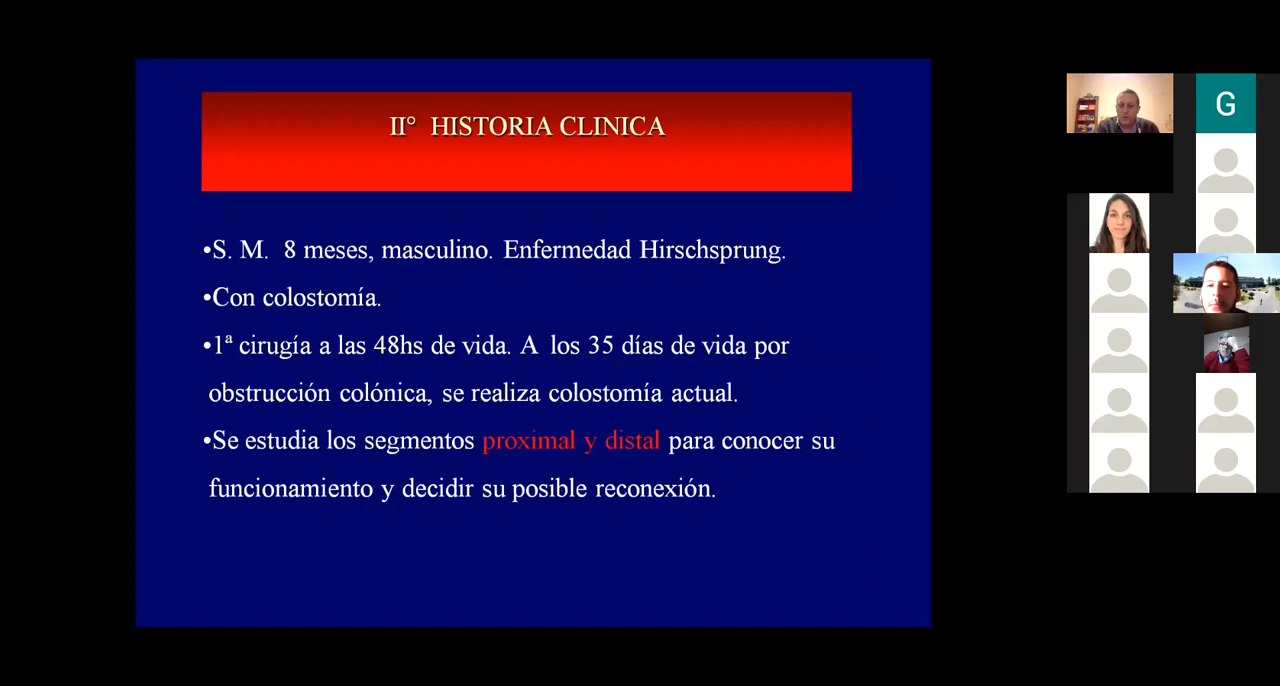 II° HISTORIA CLINICA
•S. M. 8 meses, masculino. Enfermedad Hirschsprung.
•Con colostomía.
•1ª cirugía a las 48hs de vida. A los 35 días de vida por
obstrucción colónica, se realiza colostomía actual.
•Se estudia los segmentos proximal y distal para conocer su
funcionamiento y decidir su posible reconexión.
G